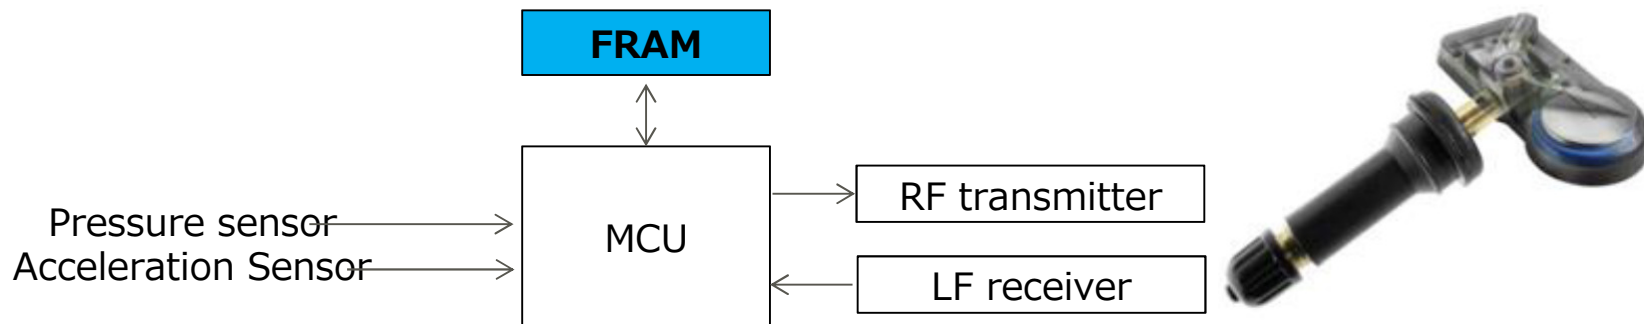 FRAM
Pressure sensor
Acceleration Sensor
MCU
RF transmitter
LF receiver